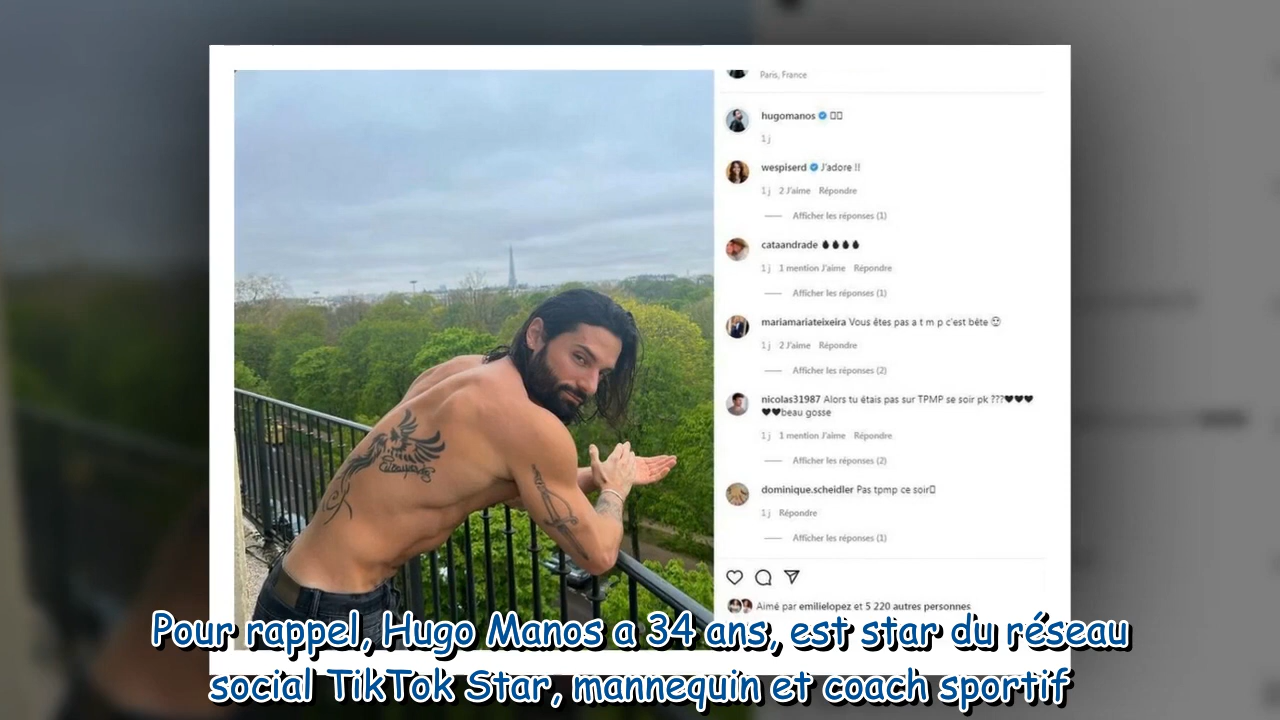 Paris, France
hugomanos
1 j
wespiserd J'adore !!
1 j 2 J'aime Répondre
Afficher les réponses (1)
cataandrade
1 j 1 mention J'aime Répondre
Afficher les réponses (1)
mariamariateixeira Vous êtes pas a t m p c'est bête
1 j 2 J'aime Répondre
Afficher les réponses (2)
nicolas31987 Alors tu étais pas sur TPMP se soir pk ???🖤🖤🖤
🖤🖤beau gosse
1 j 1 mention J'aime Répondre
Afficher les réponses (2)
dominique.scheidler Pas tpmp ce soir
1 j Répondre
Afficher les réponses (1)
Aimé par emilielopez et 5 220 autres personnes
Pour rappel, Hugo Manos a 34 ans, est star du réseau
social TikTok Star, mannequin et coach sportif